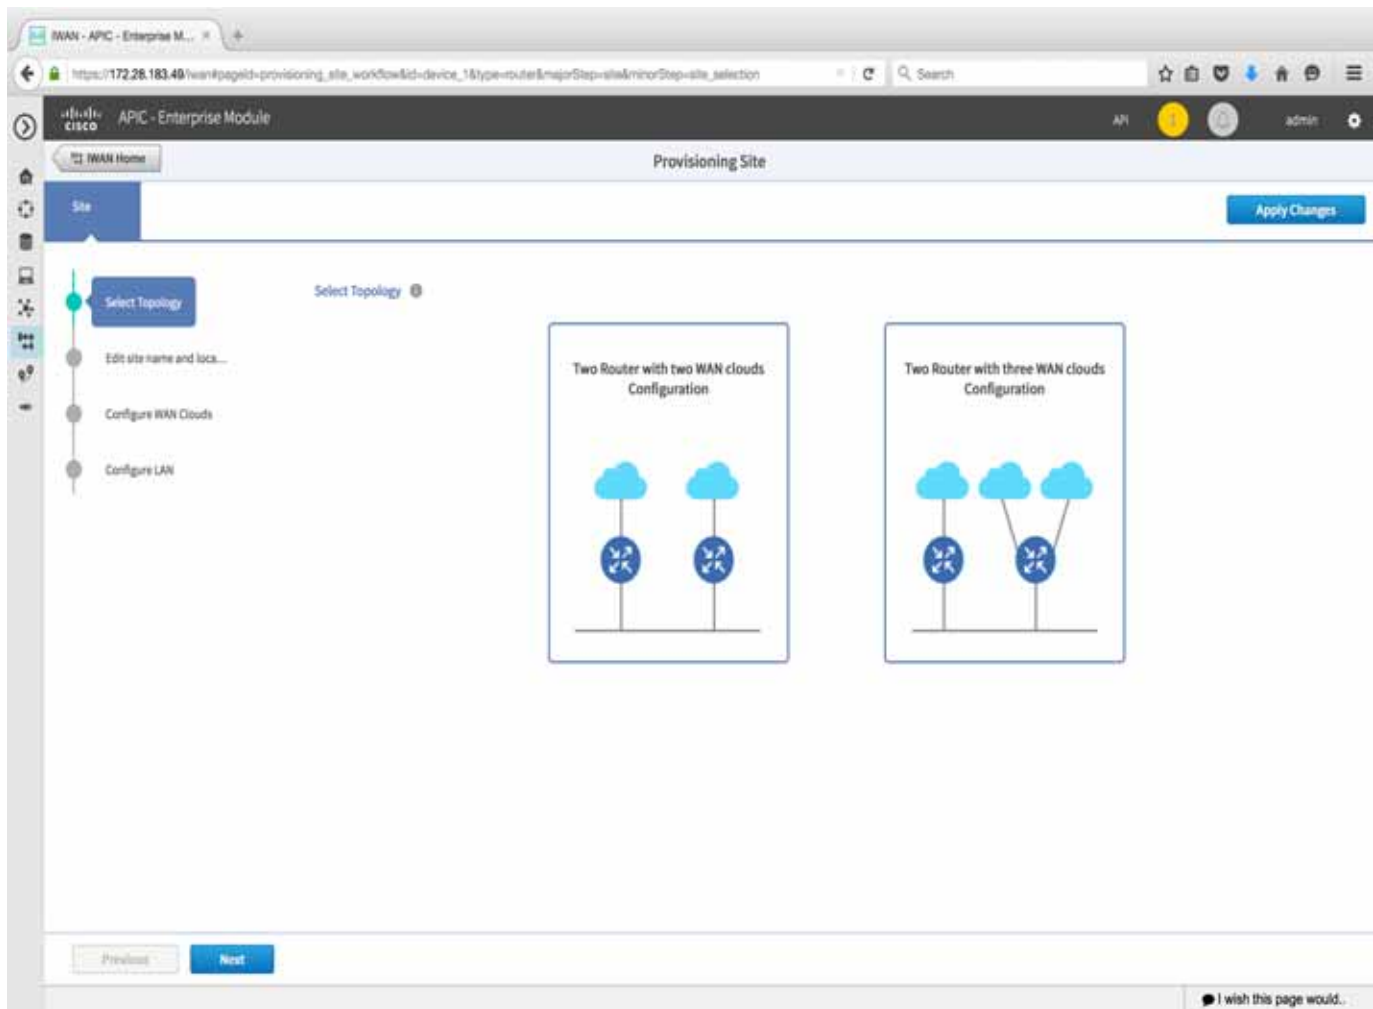 IWAN - APIC - Enterprise M...
https://172.28.183.49/iwan#pageId=provisioning_site_workflow&id=device_1&type=router&majorStep=site&minorStep=site_selection
Search
CISCO APIC - Enterprise Module
API
admin
IWAN Home
Provisioning Site
Site
Apply Changes
Select Topology
Select Topology
Edit site name and loca...
Configure WAN Clouds
Configure LAN
Two Router with two WAN clouds
Configuration
Two Router with three WAN clouds
Configuration
Previous
Next
I wish this page would..